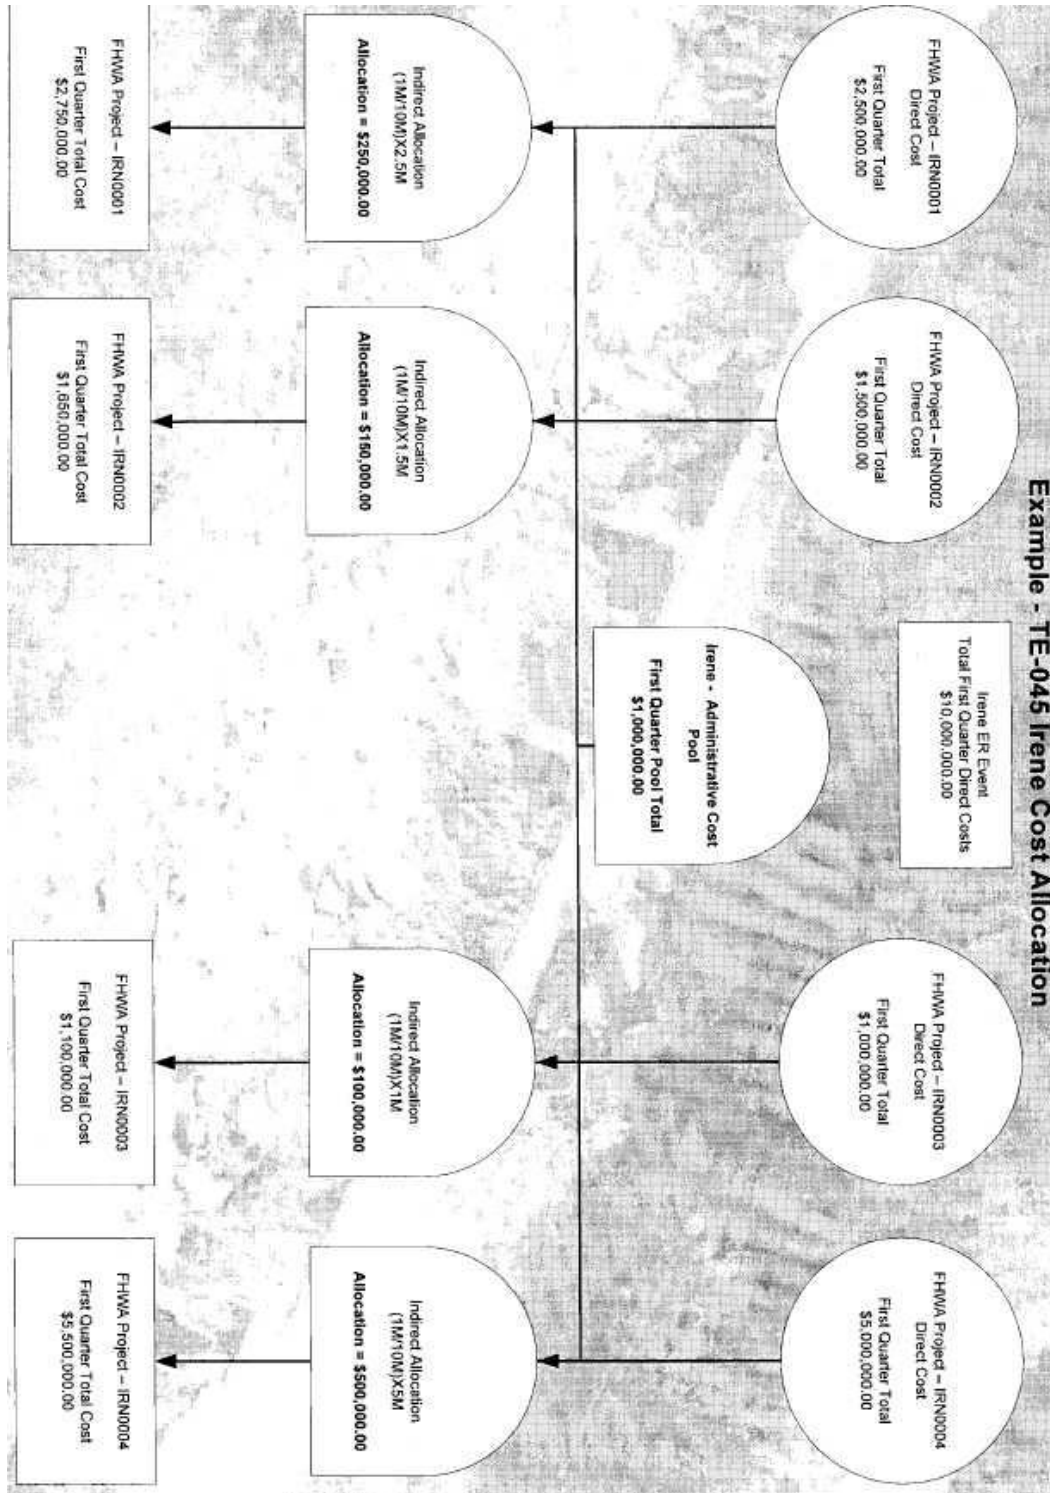 Example - TE-045 Irene Cost Allocation
FHWA Project – IRN0001
Direct Cost
First Quarter Total
$2,500,000.00
FHWA Project – IRN0002
Direct Cost
First Quarter Total
$1,500,000.00
Irene ER Event
Total First Quarter Direct Costs
$10,000,000.00
FHWA Project – IRN0003
Direct Cost
First Quarter Total
$1,000,000.00
FHWA Project – IRN0004
Direct Cost
First Quarter Total
$5,000,000.00
Irene - Administrative Cost
Pool
First Quarter Pool Total
$1,000,000.00
Indirect Allocation
(1M/10M)X2.5M
Allocation = $250,000.00
Indirect Allocation
(1M/10M)X1.5M
Allocation = $150,000.00
Indirect Allocation
(1M/10M)X1M
Allocation = $100,000.00
Indirect Allocation
(1M/10M)X5M
Allocation = $500,000.00
FHWA Project – IRN0001
First Quarter Total Cost
$2,750,000.00
FHWA Project – IRN0002
First Quarter Total Cost
$1,650,000.00
FHWA Project – IRN0003
First Quarter Total Cost
$1,100,000.00
FHWA Project – IRN0004
First Quarter Total Cost
$5,500,000.00